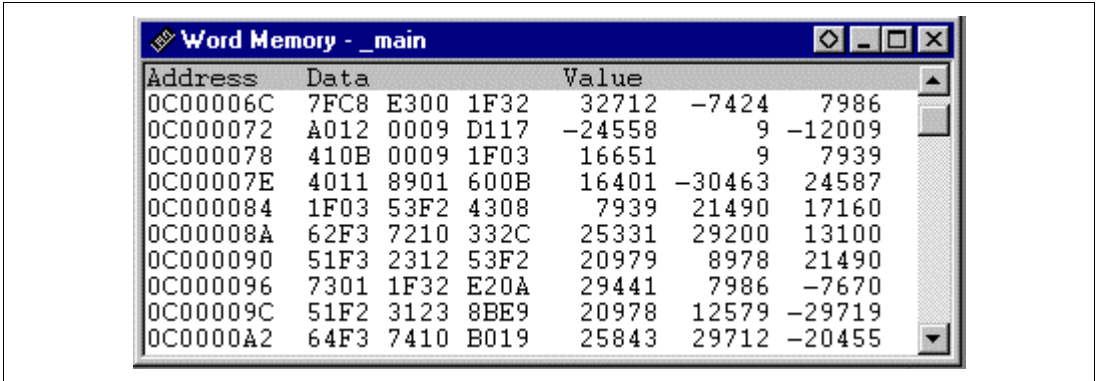 Word Memory - _main
Address Data Value
0C00006C 7FC8 E300 1F32 32712 -7424 7986
0C000072 A012 0009 D117 -24558 9 -12009
0C000078 410B 0009 1F03 16651 9 7939
0C00007E 4011 8901 600B 16401 -30463 24587
0C000084 1F03 53F2 4308 7939 21490 17160
0C00008A 62F3 7210 332C 25331 29200 13100
0C000090 51F3 2312 53F2 20979 8978 21490
0C000096 7301 1F32 E20A 29441 7986 -7670
0C00009C 51F2 3123 8BE9 20978 12579 -29719
0C0000A2 64F3 7410 B019 25843 29712 -20455